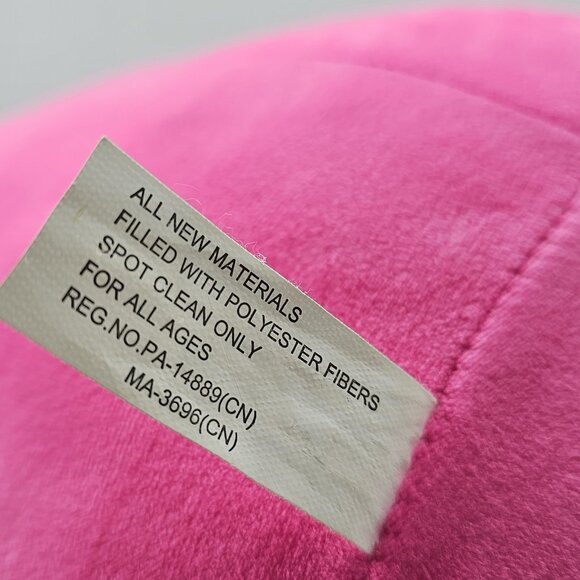 ALL NEW MATERIALS
FILLED WITH POLYESTER FIBERS
SPOT CLEAN ONLY
FOR ALL AGES
REG.NO.PA-14889(CN)
MA-3696(CN)